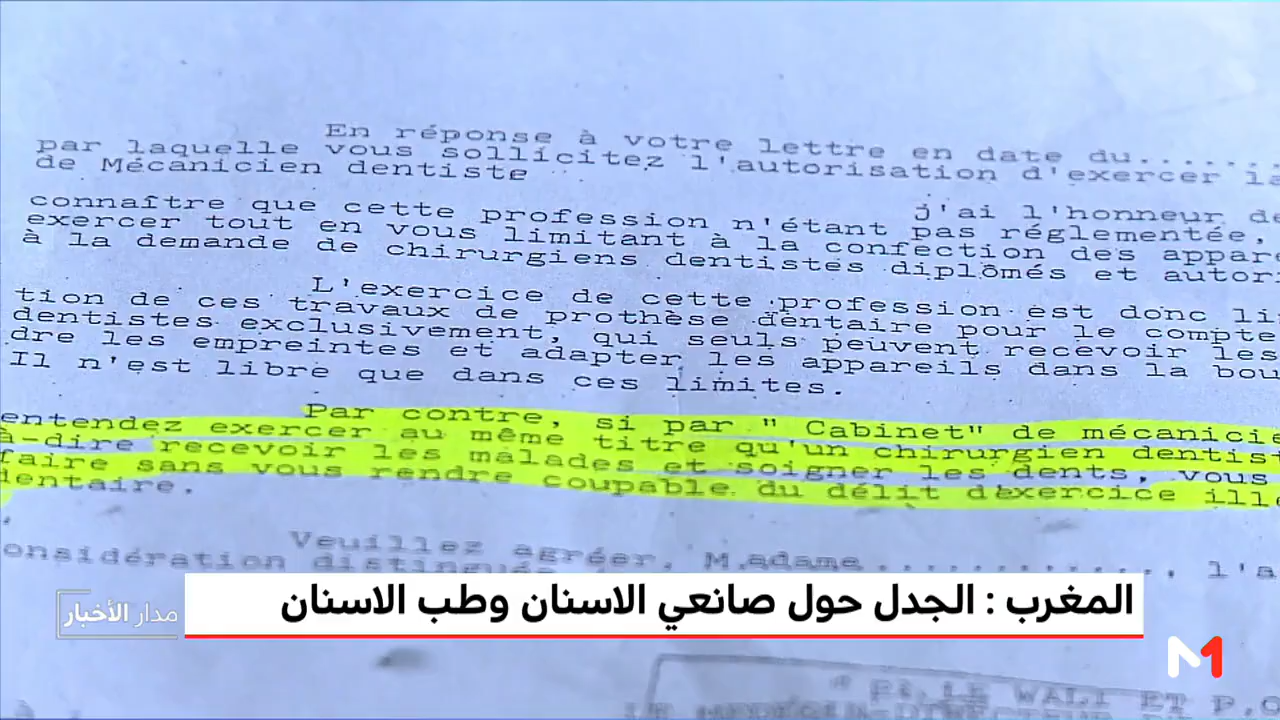 En réponse à votre lettre en date du.......
par laquelle vous sollicitez l'autorisation d'exercer la
de Mécanicien dentiste
j'ai l'honneur de
connaître que cette profession n'étant pas réglementée,
exercer tout en vous limitant à la confection des appare
à la demande de chirurgiens dentistes diplômés et autor
L'exercice de cette profession est donc li
tion de ces travaux de prothèse dentaire pour le compte
dentistes exclusivement, qui seuls peuvent recevoir les
dre les empreintes et adapter les appareils dans la bou
Il n'est libre que dans ces limites.
Par contre, si par " Cabinet" de mécanicie
entendez exercer au même titre qu'un chirurgien dentist
à-dire recevoir les malades et soigner les dents, vous
faire sans vous rendre coupable du délit d'exercice ille
dentaire.
Veuillez agréer, Madame............, l'a
onsidération distinguée
المغرب : الجدل حول صانعي الاسنان وطب الاسنان
مدار الأخبار
M1
LE WALI ET P.O